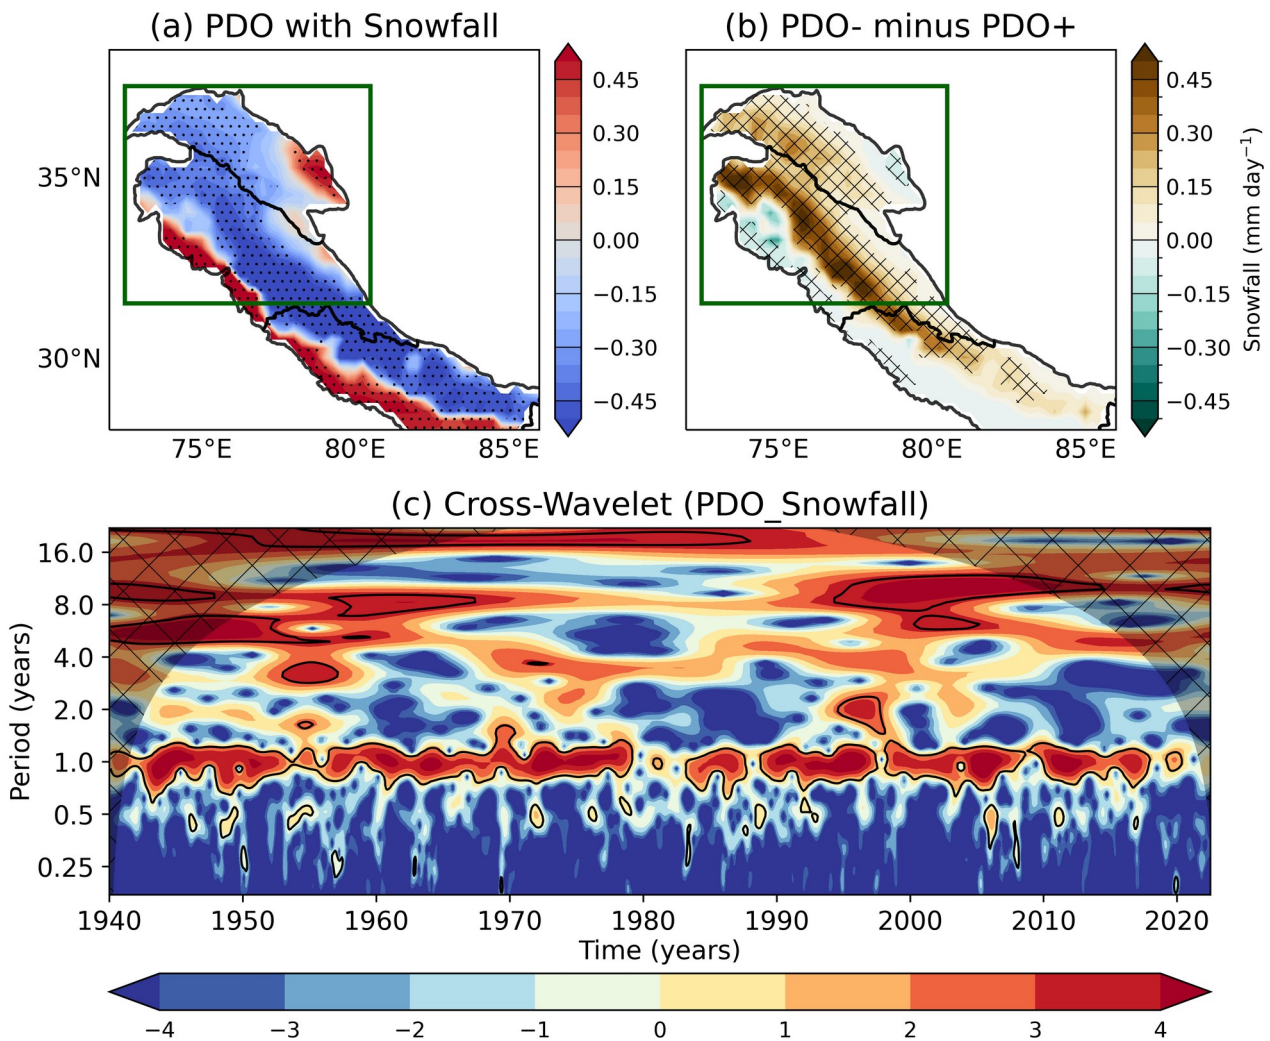 (a) PDO with Snowfall
(b) PDO- minus PDO+
35°N
30°N
75°E 80°E 85°E
0.45
0.30
0.15
0.00
−0.15
−0.30
−0.45
75°E 80°E 85°E
0.45
0.30
0.15
0.00
−0.15
−0.30
−0.45
Snowfall (mm day⁻¹)
(c) Cross-Wavelet (PDO_Snowfall)
Period (years)
16.0
8.0
4.0
2.0
1.0
0.5
0.25
1940 1950 1960 1970 1980 1990 2000 2010 2020
Time (years)
−4 −3 −2 −1 0 1 2 3 4